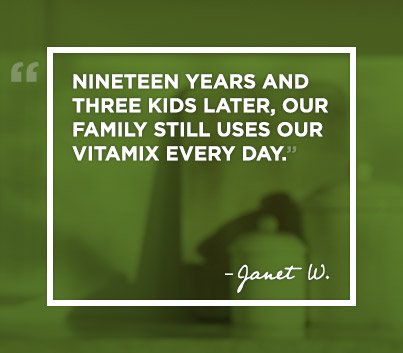 “
NINETEEN YEARS AND
THREE KIDS LATER, OUR
FAMILY STILL USES OUR
VITAMIX EVERY DAY.”
– Janet W.